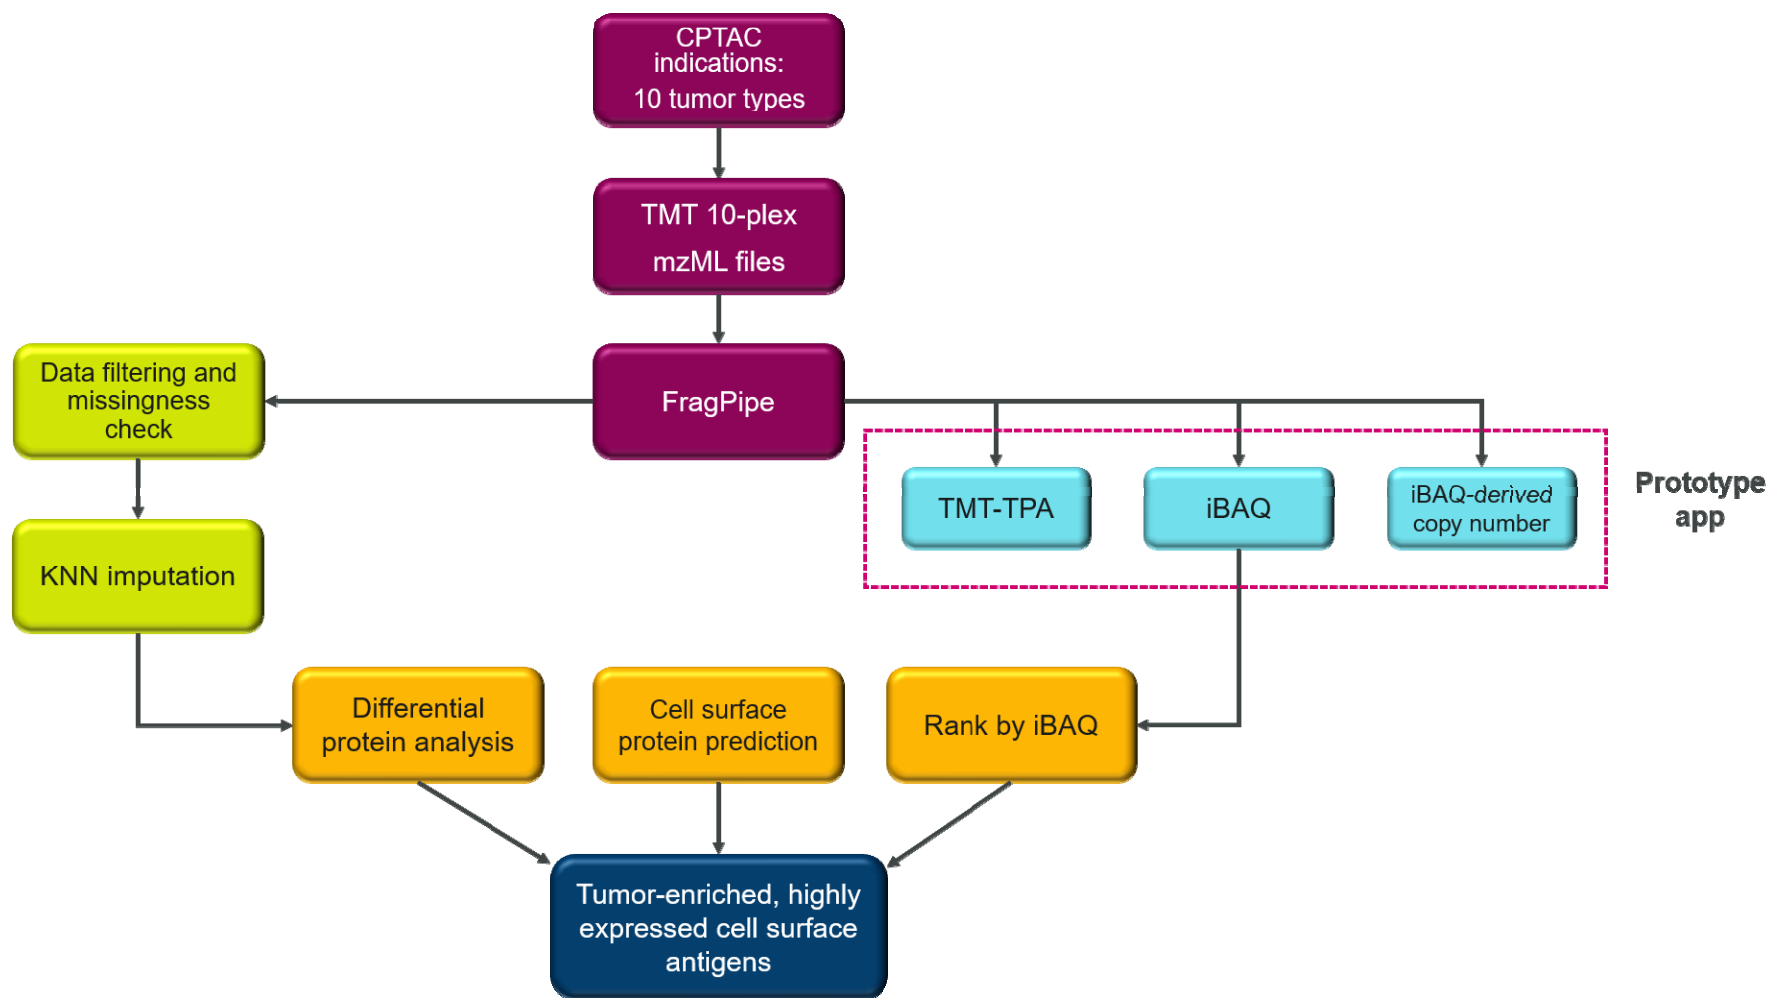 CPTAC
indications:
10 tumor types
TMT 10-plex
mzML files
Data filtering and
missingness
check
FragPipe
TMT-TPA
iBAQ
iBAQ-derived
copy number
Prototype
app
KNN imputation
Differential
protein analysis
Cell surface
protein prediction
Rank by iBAQ
Tumor-enriched, highly
expressed cell surface
antigens